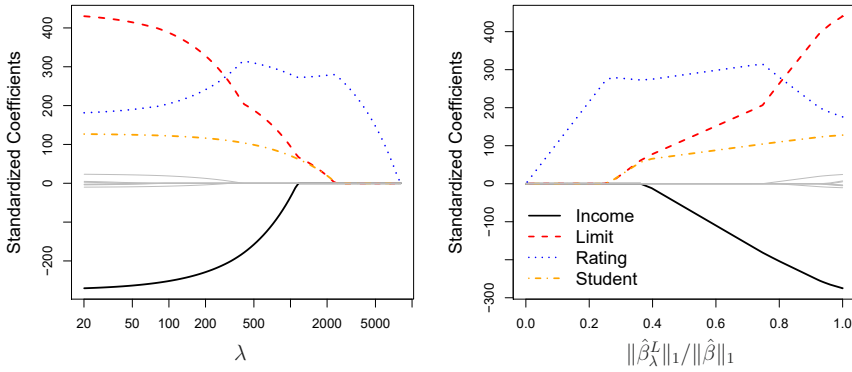 Standardized Coefficients
400
300
200
100
0
−200
20 50 100 200 500 2000 5000
λ
Standardized Coefficients
400
300
200
100
0
−100
−300
Income
Limit
Rating
Student
0.0 0.2 0.4 0.6 0.8 1.0
‖β̂λL‖1/‖β̂‖1